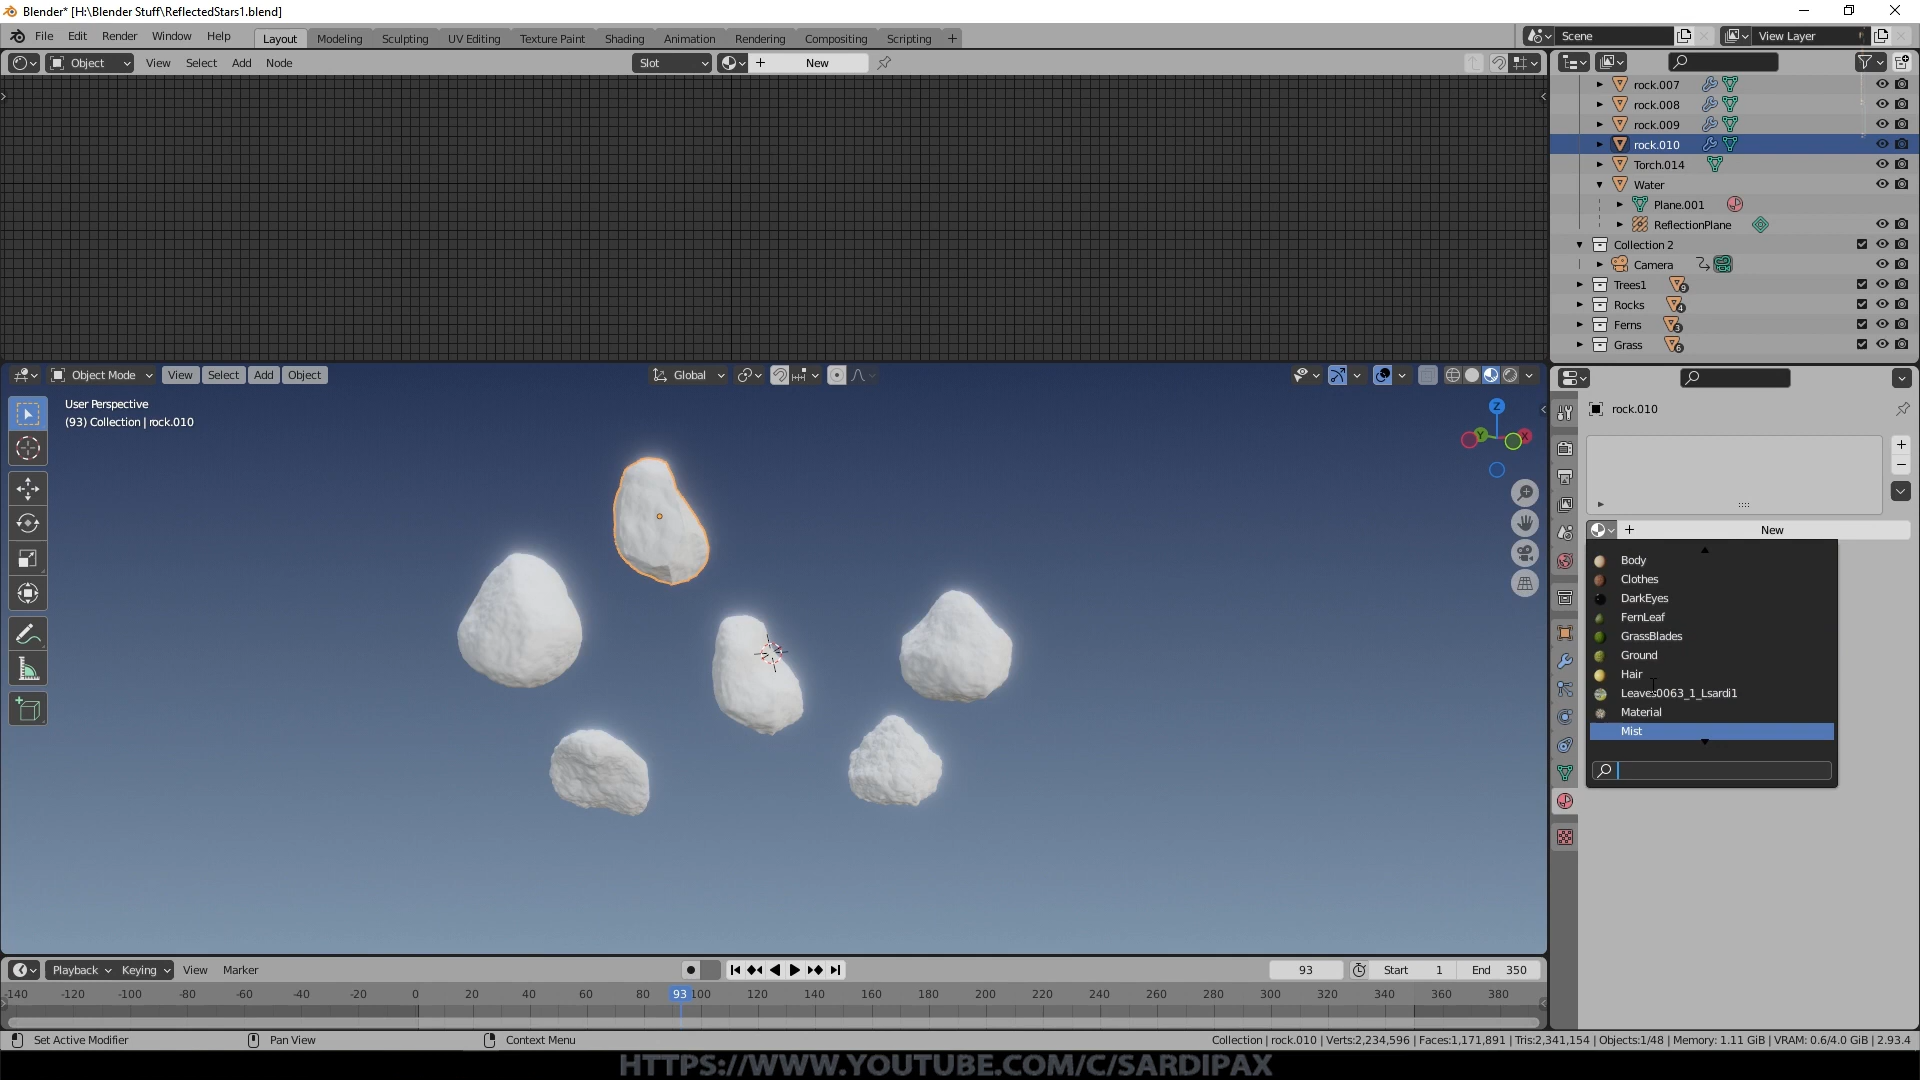 Blender* [H:\Blender Stuff\ReflectedStars1.blend]
File Edit Render Window Help Layout Modeling Sculpting UV Editing Texture Paint Shading Animation Rendering Compositing Scripting + Scene View Layer
Object View Select Add Node Slot + New
rock.007
rock.008
rock.009
rock.010
Torch.014
Water
Plane.001
ReflectionPlane
Collection 2
Camera
Trees1 9
Rocks 4
Ferns 3
Grass 6
Object Mode View Select Add Object Global
User Perspective
(93) Collection | rock.010
Z
Y X
rock.010
+ New
Body
Clothes
DarkEyes
FernLeaf
GrassBlades
Ground
Hair
Leaves0063_1_Lsardi1
Material
Mist
Playback Keying View Marker 93 Start 1 End 350
-140 -120 -100 -80 -60 -40 -20 0 20 40 60 80 93 100 120 140 160 180 200 220 240 260 280 300 320 340 360 380
Set Active Modifier Pan View Context Menu Collection | rock.010 | Verts:2,234,596 | Faces:1,171,891 | Tris:2,341,154 | Objects:1/48 | Memory: 1.11 GiB | VRAM: 0.6/4.0 GiB | 2.93.4
HTTPS://WWW.YOUTUBE.COM/C/SARDIPAX